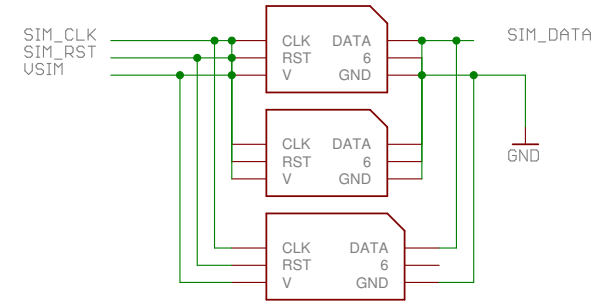 SIM_CLK
SIM_RST
VSIM
CLK DATA
RST 6
V GND
SIM_DATA
GND
CLK DATA
RST 6
V GND
CLK DATA
RST 6
V GND